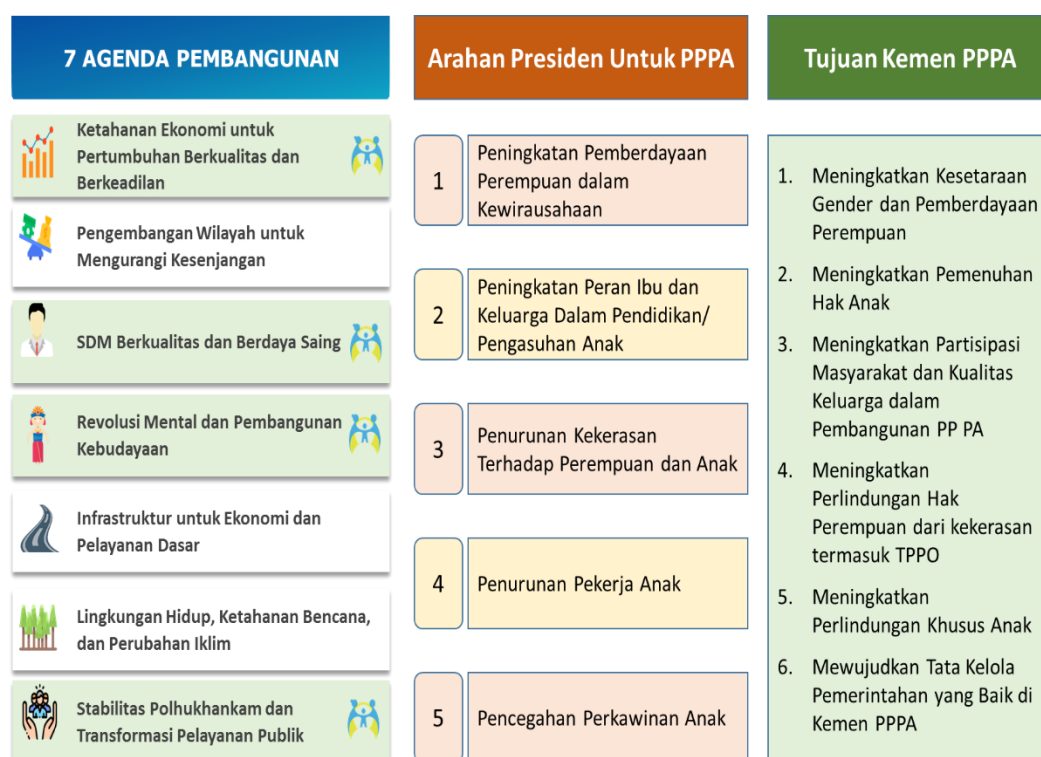 7 AGENDA PEMBANGUNAN
Ketahanan Ekonomi untuk
Pertumbuhan Berkualitas dan
Berkeadilan
Pengembangan Wilayah untuk
Mengurangi Kesenjangan
SDM Berkualitas dan Berdaya Saing
Revolusi Mental dan Pembangunan
Kebudayaan
Infrastruktur untuk Ekonomi dan
Pelayanan Dasar
Lingkungan Hidup, Ketahanan Bencana,
dan Perubahan Iklim
Stabilitas Polhukhankam dan
Transformasi Pelayanan Publik
Arahan Presiden Untuk PPPA
1
Peningkatan Pemberdayaan
Perempuan dalam
Kewirausahaan
2
Peningkatan Peran Ibu dan
Keluarga Dalam Pendidikan/
Pengasuhan Anak
3
Penurunan Kekerasan
Terhadap Perempuan dan Anak
4
Penurunan Pekerja Anak
5
Pencegahan Perkawinan Anak
Tujuan Kemen PPPA
1. Meningkatkan Kesetaraan
Gender dan Pemberdayaan
Perempuan
2. Meningkatkan Pemenuhan
Hak Anak
3. Meningkatkan Partisipasi
Masyarakat dan Kualitas
Keluarga dalam
Pembangunan PP PA
4. Meningkatkan
Perlindungan Hak
Perempuan dari kekerasan
termasuk TPPO
5. Meningkatkan
Perlindungan Khusus Anak
6. Mewujudkan Tata Kelola
Pemerintahan yang Baik di
Kemen PPPA